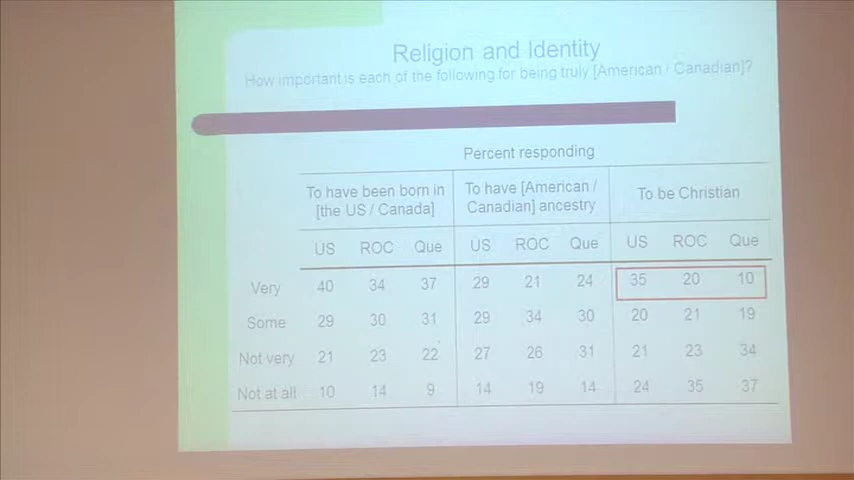 Religion and Identity
How important is each of the following for being truly [American / Canadian]?
Percent responding
To have been born in [the US / Canada] To have [American / Canadian] ancestry To be Christian
US ROC Que US ROC Que US ROC Que
Very 40 34 37 29 21 24 35 20 10
Some 29 30 31 29 34 30 20 21 19
Not very 21 23 22 27 26 31 21 23 34
Not at all 10 14 9 14 19 14 24 35 37